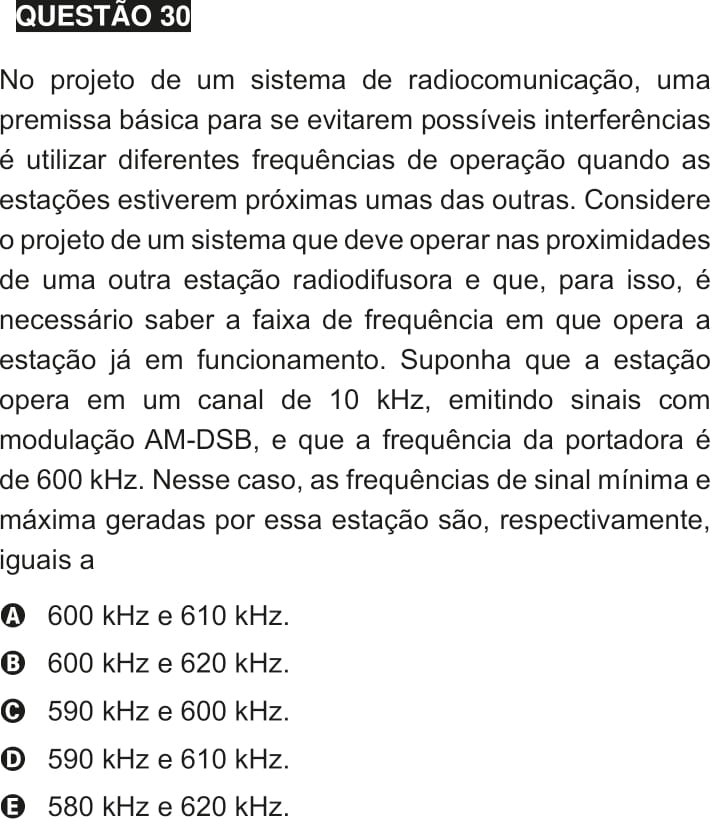 QUESTÃO 30
No projeto de um sistema de radiocomunicação, uma
premissa básica para se evitarem possíveis interferências
é utilizar diferentes frequências de operação quando as
estações estiverem próximas umas das outras. Considere
o projeto de um sistema que deve operar nas proximidades
de uma outra estação radiodifusora e que, para isso, é
necessário saber a faixa de frequência em que opera a
estação já em funcionamento. Suponha que a estação
opera em um canal de 10 kHz, emitindo sinais com
modulação AM-DSB, e que a frequência da portadora é
de 600 kHz. Nesse caso, as frequências de sinal mínima e
máxima geradas por essa estação são, respectivamente,
iguais a
A 600 kHz e 610 kHz.
B 600 kHz e 620 kHz.
C 590 kHz e 600 kHz.
D 590 kHz e 610 kHz.
E 580 kHz e 620 kHz.